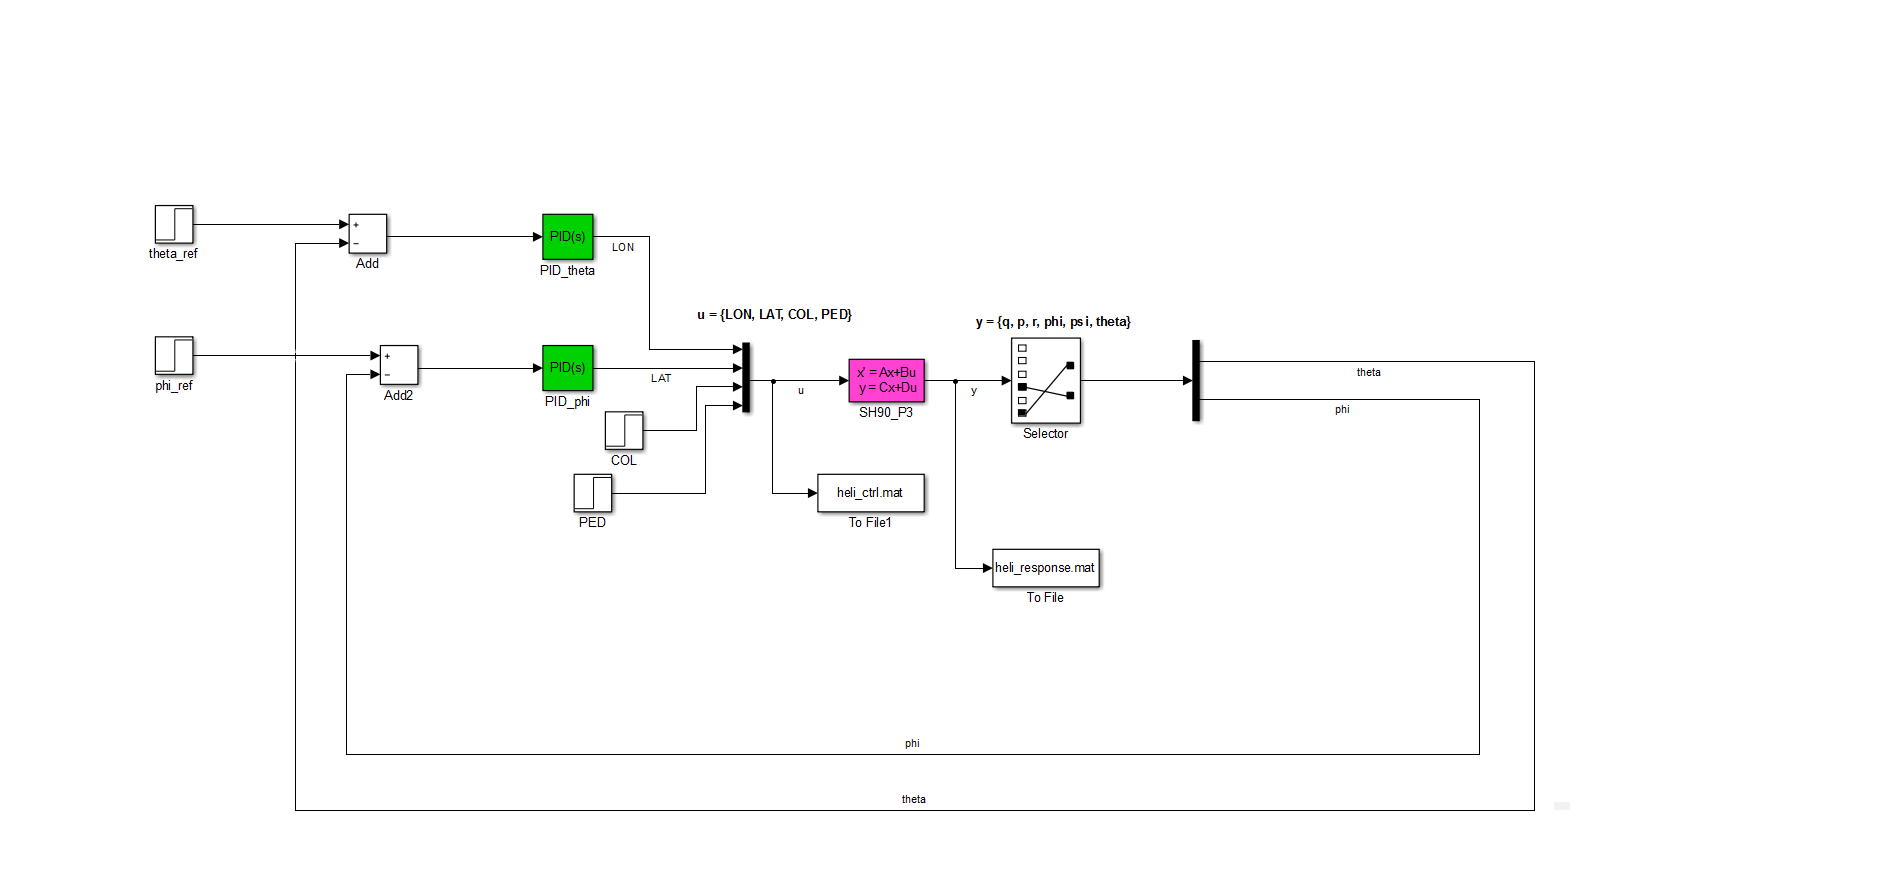 theta_ref
+
−
Add
PID(s)
PID_theta
LON
phi_ref
+
−
Add2
PID(s)
PID_phi
LAT
COL
PED
u = {LON, LAT, COL, PED}
u
x' = Ax+Bu
y = Cx+Du
SH90_P3
y
y = {q, p, r, phi, psi, theta}
Selector
theta
phi
heli_ctrl.mat
To File1
heli_response.mat
To File
phi
theta